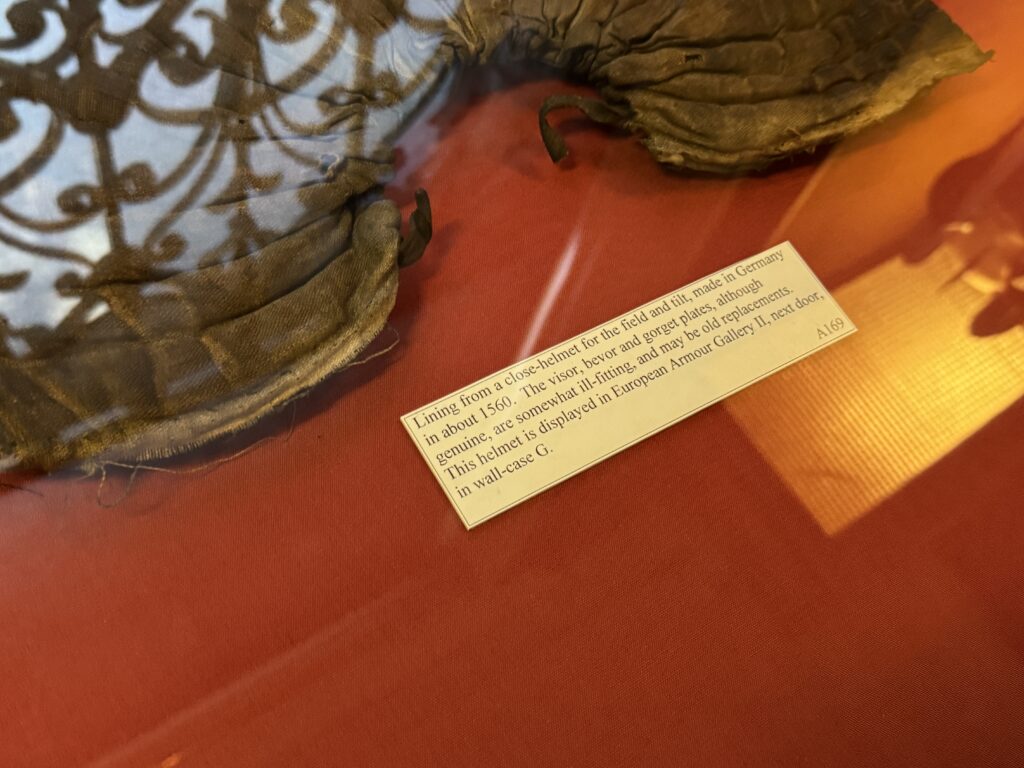 Lining from a close-helmet for the field and tilt, made in Germany
in about 1560. The visor, bevor and gorget plates, although
genuine, are somewhat ill-fitting, and may be old replacements.
This helmet is displayed in European Armour Gallery II, next door,
in wall-case G.
A169